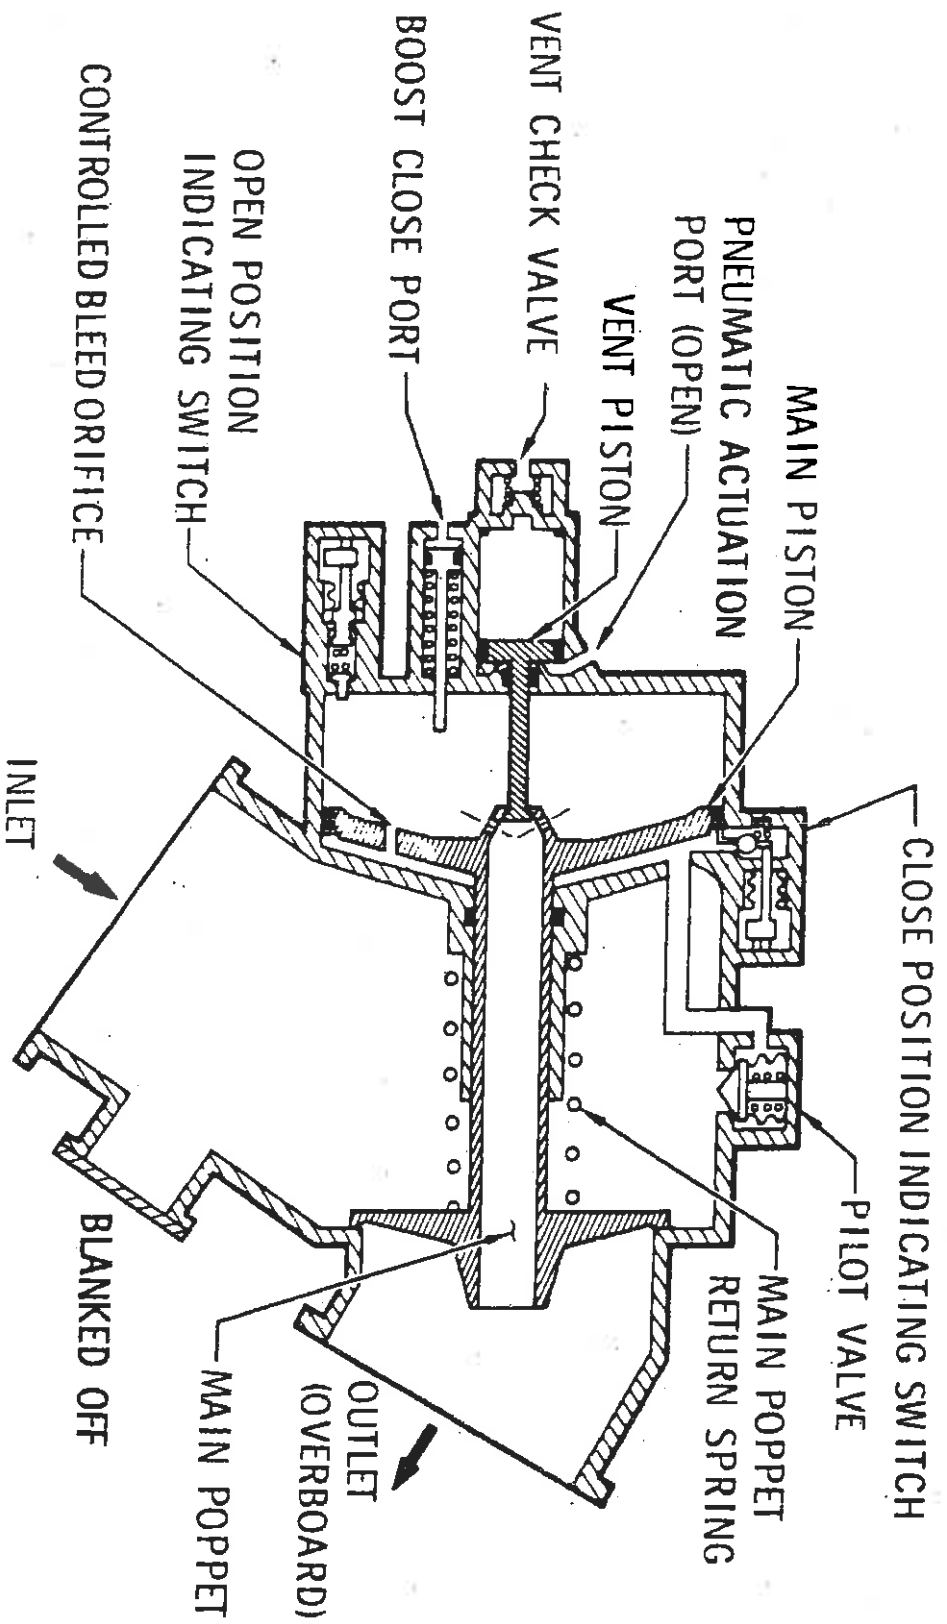 CLOSE POSITION INDICATING SWITCH
PILOT VALVE
MAIN PISTON
MAIN POPPET
RETURN SPRING
PNEUMATIC ACTUATION
PORT (OPEN)
VENT PISTON
VENT CHECK VALVE
BOOST CLOSE PORT
OUTLET
(OVERBOARD)
OPEN POSITION
INDICATING SWITCH
MAIN POPPET
CONTROLLED BLEED ORIFICE
BLANKED OFF
INLET